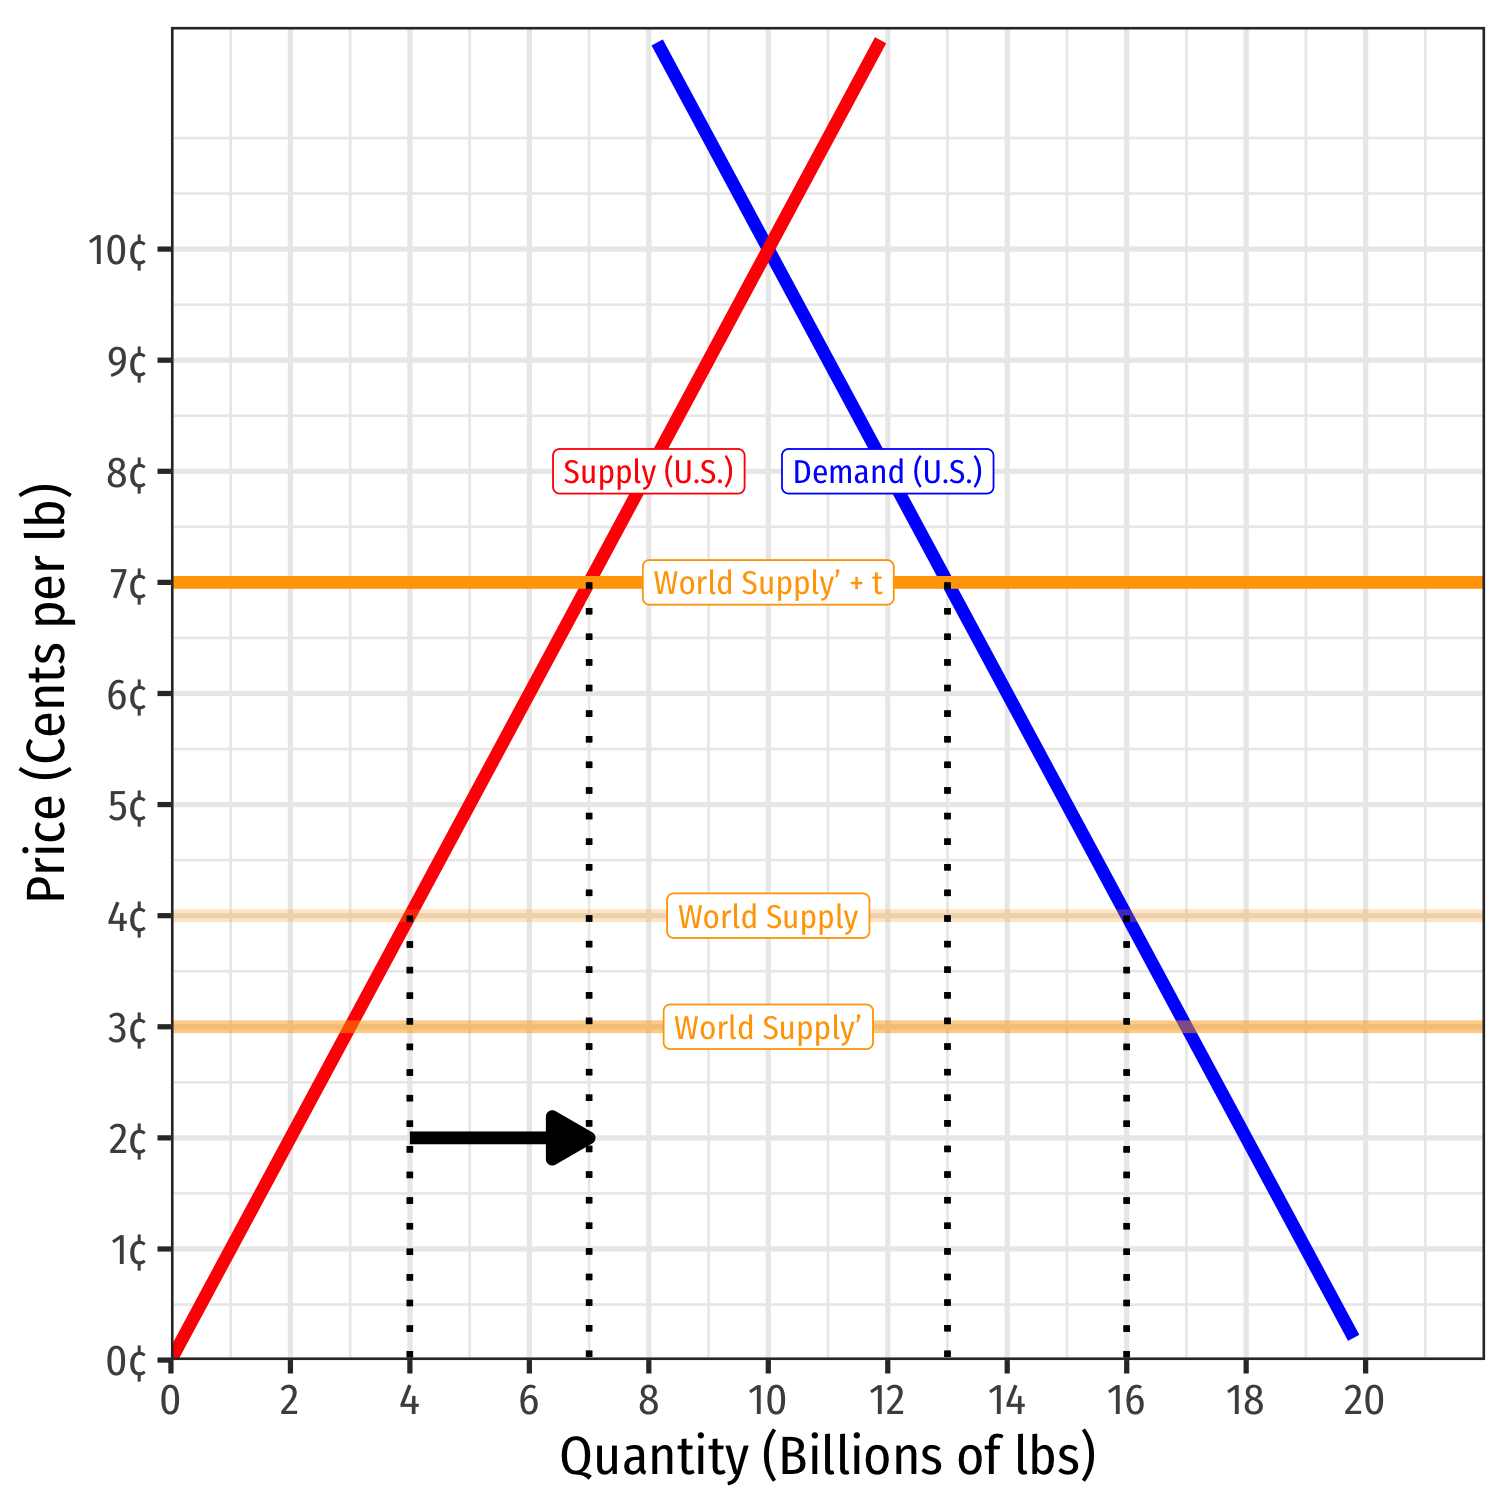 10¢
9¢
8¢
7¢
6¢
5¢
4¢
3¢
2¢
1¢
0¢
Price (Cents per lb)
Supply (U.S.)
Demand (U.S.)
World Supply’ + t
World Supply
World Supply’
0 2 4 6 8 10 12 14 16 18 20
Quantity (Billions of lbs)